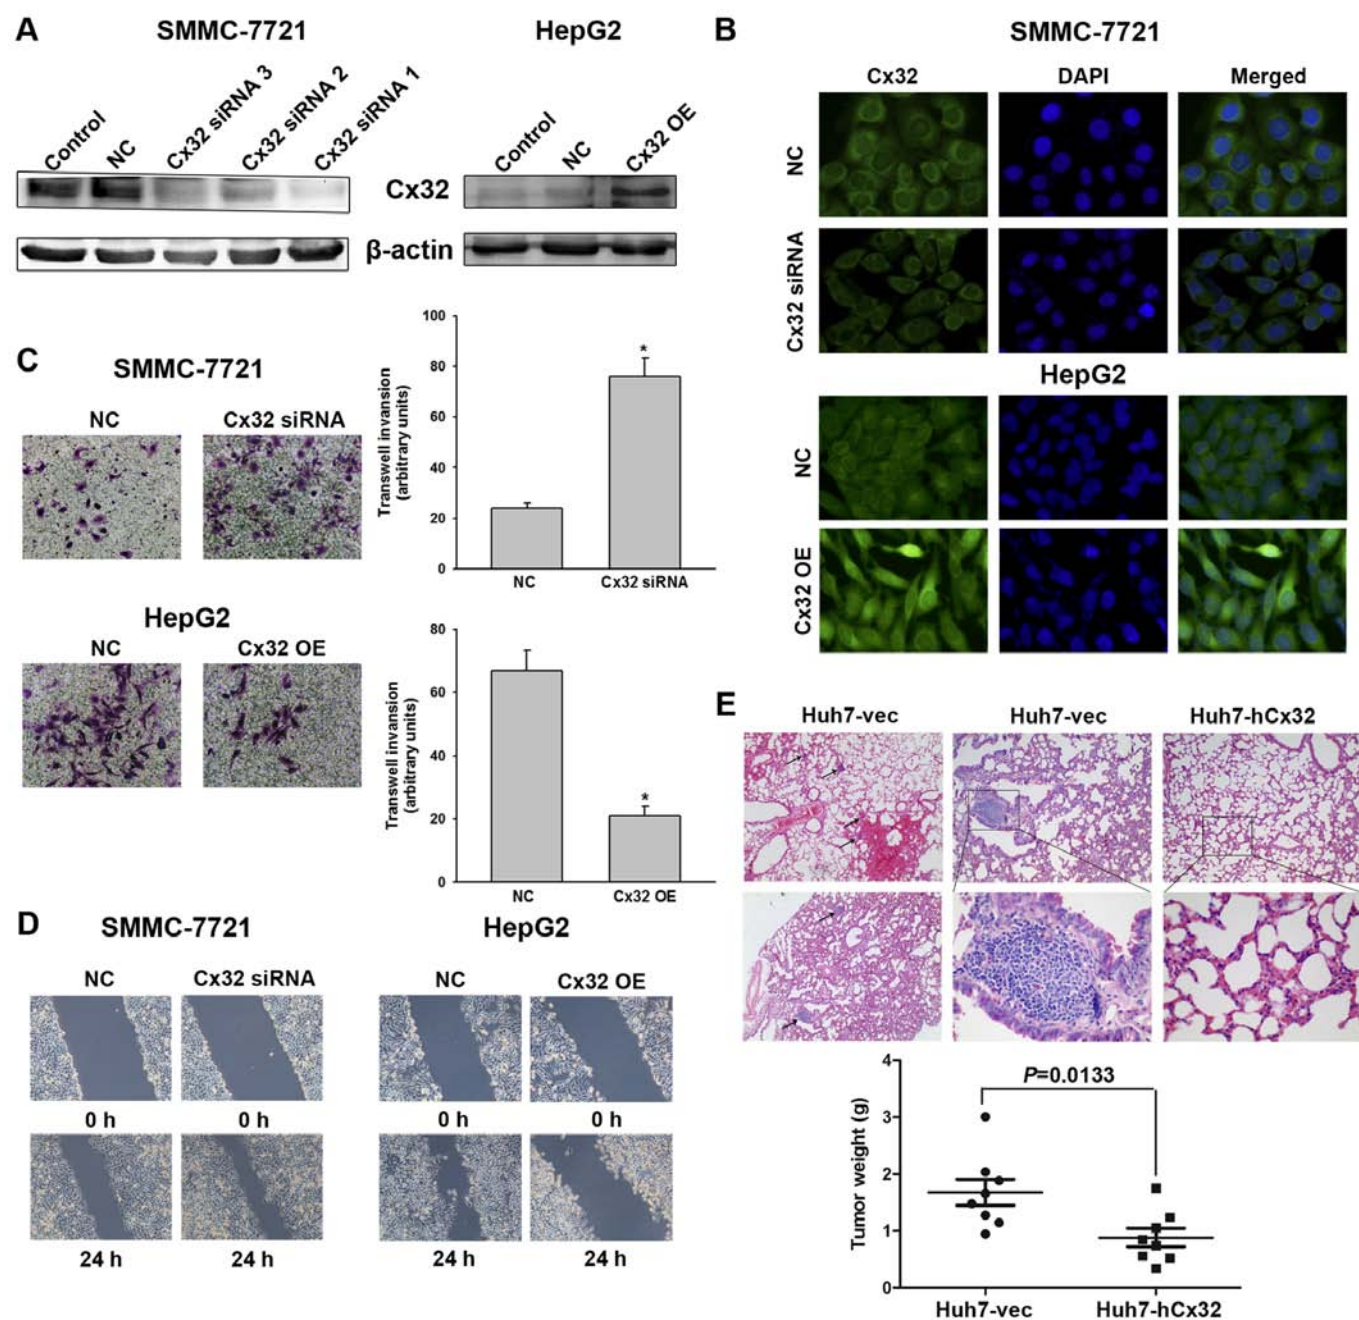 A
SMMC-7721
HepG2
Control
NC
Cx32 siRNA 3
Cx32 siRNA 2
Cx32 siRNA 1
Control
NC
Cx32 OE
Cx32
β-actin
B
SMMC-7721
Cx32
DAPI
Merged
NC
Cx32 siRNA
HepG2
NC
Cx32 OE
C
SMMC-7721
NC
Cx32 siRNA
Transwell invansion
(arbitrary units)
100
80
60
40
20
0
*
NC
Cx32 siRNA
HepG2
NC
Cx32 OE
Transwell invansion
(arbitrary units)
80
60
40
20
0
*
NC
Cx32 OE
D
SMMC-7721
HepG2
NC
Cx32 siRNA
NC
Cx32 OE
0 h
0 h
0 h
0 h
24 h
24 h
24 h
24 h
E
Huh7-vec
Huh7-vec
Huh7-hCx32
P=0.0133
Tumor weight (g)
4
3
2
1
0
Huh7-vec
Huh7-hCx32